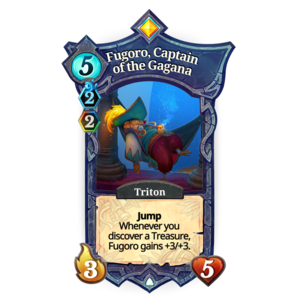 Fugoro, Captain
of the Gagana
5
2
2
Triton
Jump
Whenever you
discover a Treasure,
Fugoro gains +3/+3.
3
5